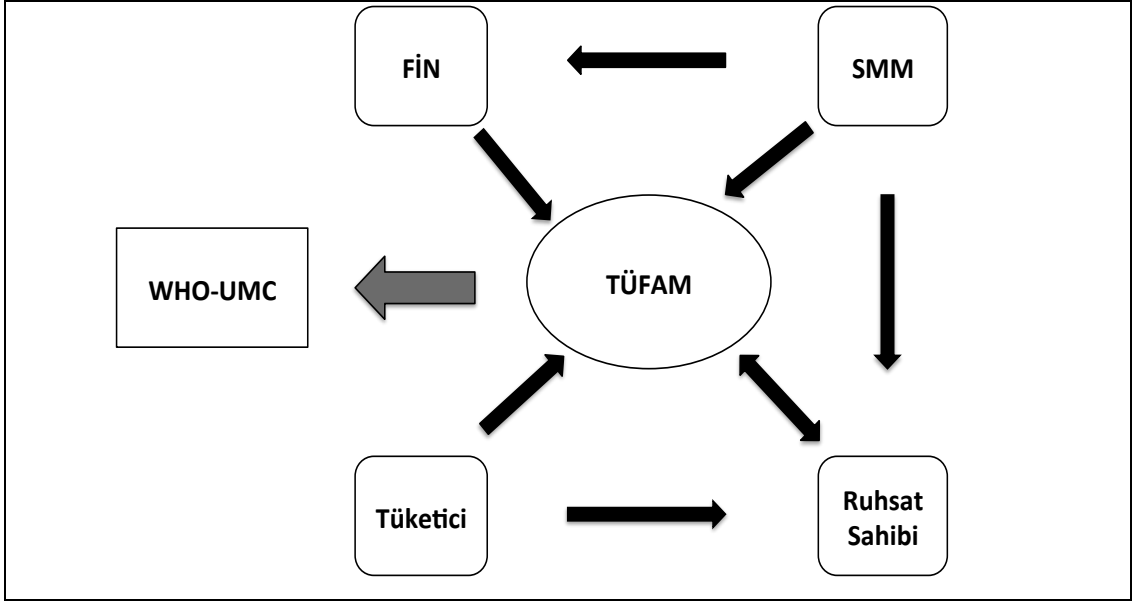 FİN
SMM
WHO-UMC
TÜFAM
Tüketici
Ruhsat
Sahibi